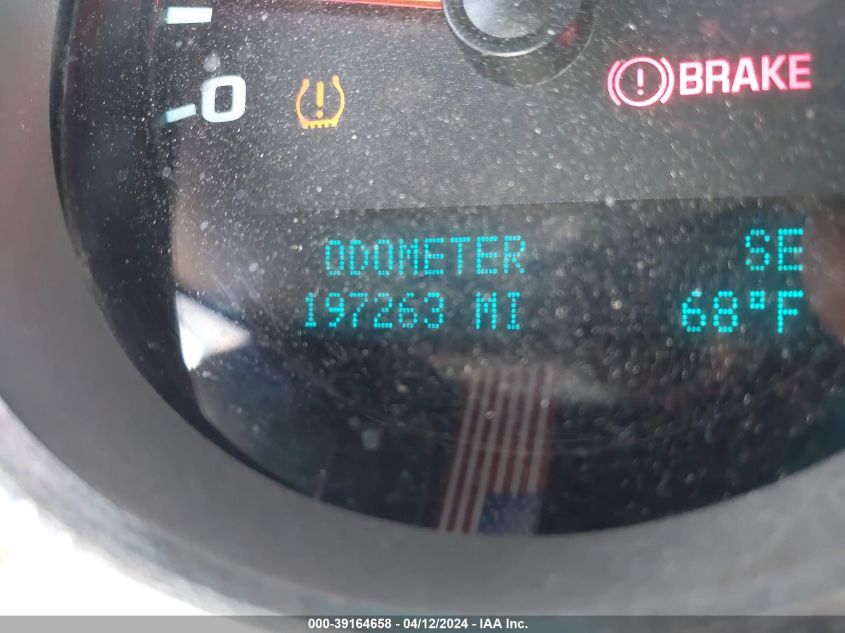 0
BRAKE
ODOMETER SE
197263 MI 68°F
000-39164658 - 04/12/2024 - IAA Inc.